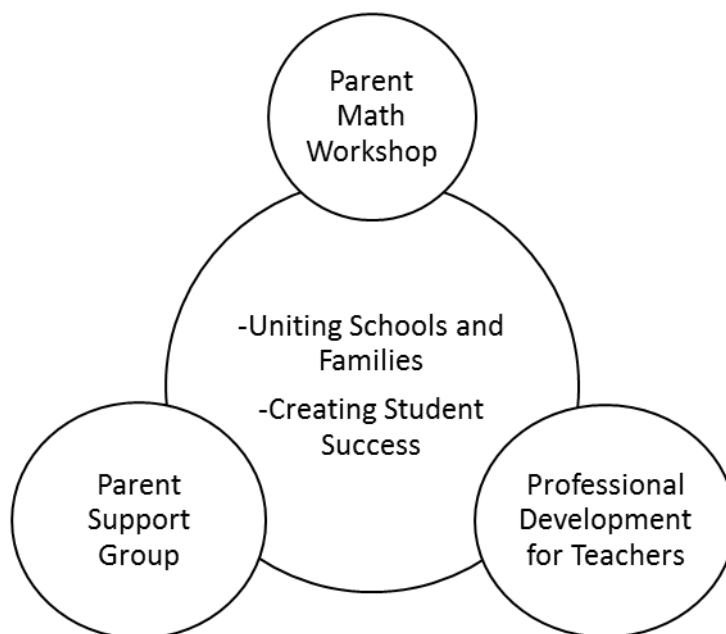 Parent
Math
Workshop
-Uniting Schools and
Families
-Creating Student
Success
Parent
Support
Group
Professional
Development
for Teachers